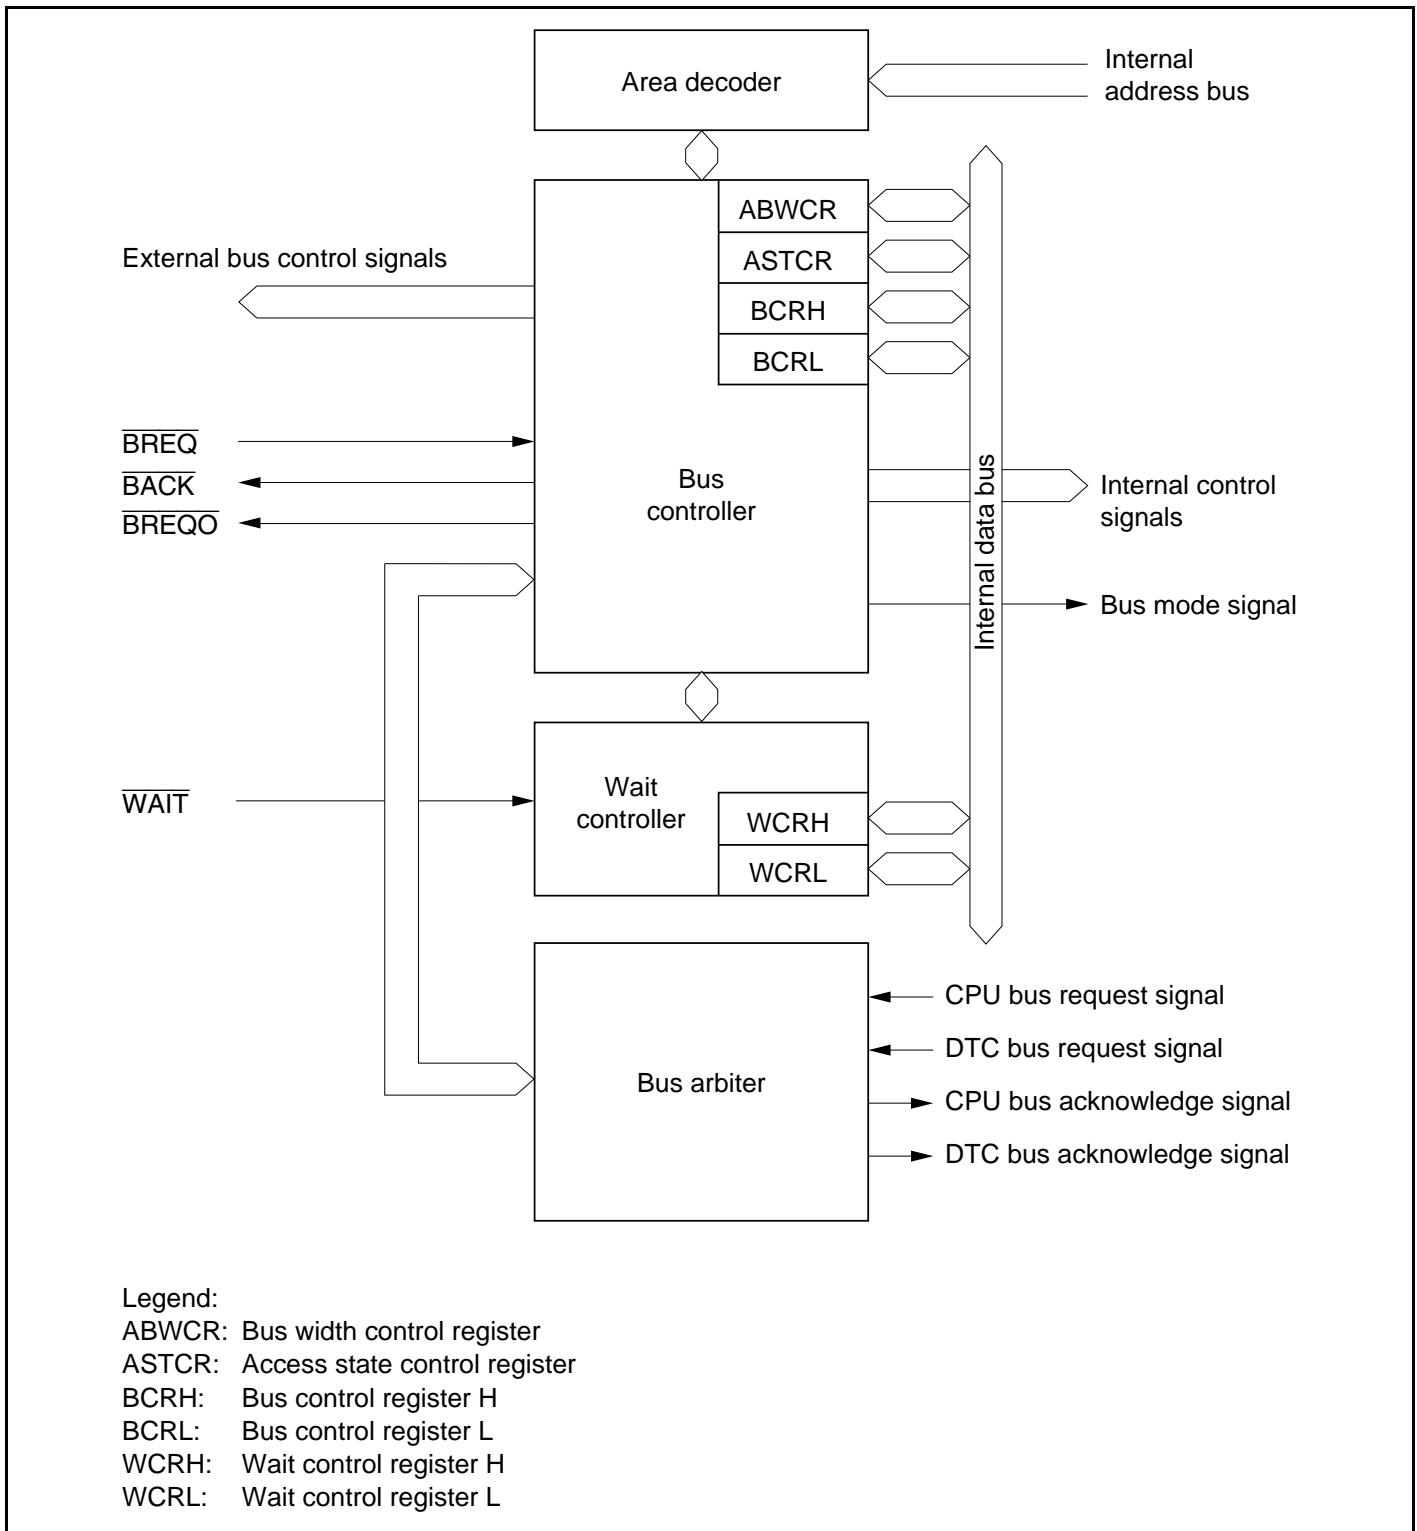 Area decoder
Internal
address bus
ABWCR
ASTCR
BCRH
BCRL
External bus control signals
BREQ
BACK
BREQO
Bus
controller
Internal data bus
Internal control
signals
Bus mode signal
WAIT
Wait
controller
WCRH
WCRL
Bus arbiter
CPU bus request signal
DTC bus request signal
CPU bus acknowledge signal
DTC bus acknowledge signal
Legend:
ABWCR: Bus width control register
ASTCR: Access state control register
BCRH: Bus control register H
BCRL: Bus control register L
WCRH: Wait control register H
WCRL: Wait control register L